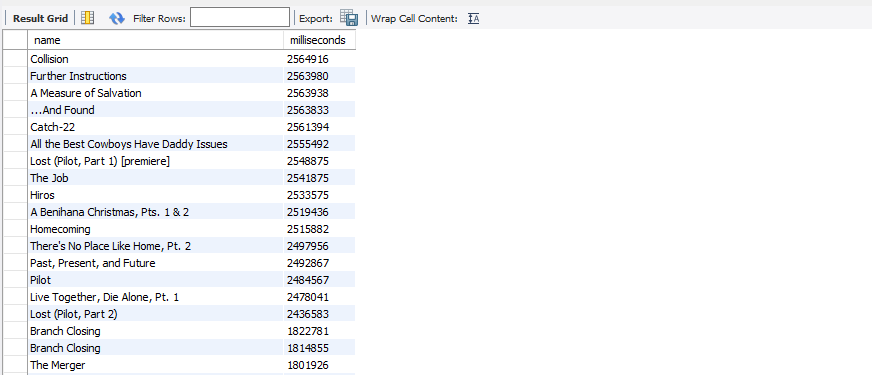 Result Grid Filter Rows: Export: Wrap Cell Content:
name milliseconds
Collision 2564916
Further Instructions 2563980
A Measure of Salvation 2563938
...And Found 2563833
Catch-22 2561394
All the Best Cowboys Have Daddy Issues 2555492
Lost (Pilot, Part 1) [premiere] 2548875
The Job 2541875
Hiros 2533575
A Benihana Christmas, Pts. 1 & 2 2519436
Homecoming 2515882
There's No Place Like Home, Pt. 2 2497956
Past, Present, and Future 2492867
Pilot 2484567
Live Together, Die Alone, Pt. 1 2478041
Lost (Pilot, Part 2) 2436583
Branch Closing 1822781
Branch Closing 1814855
The Merger 1801926